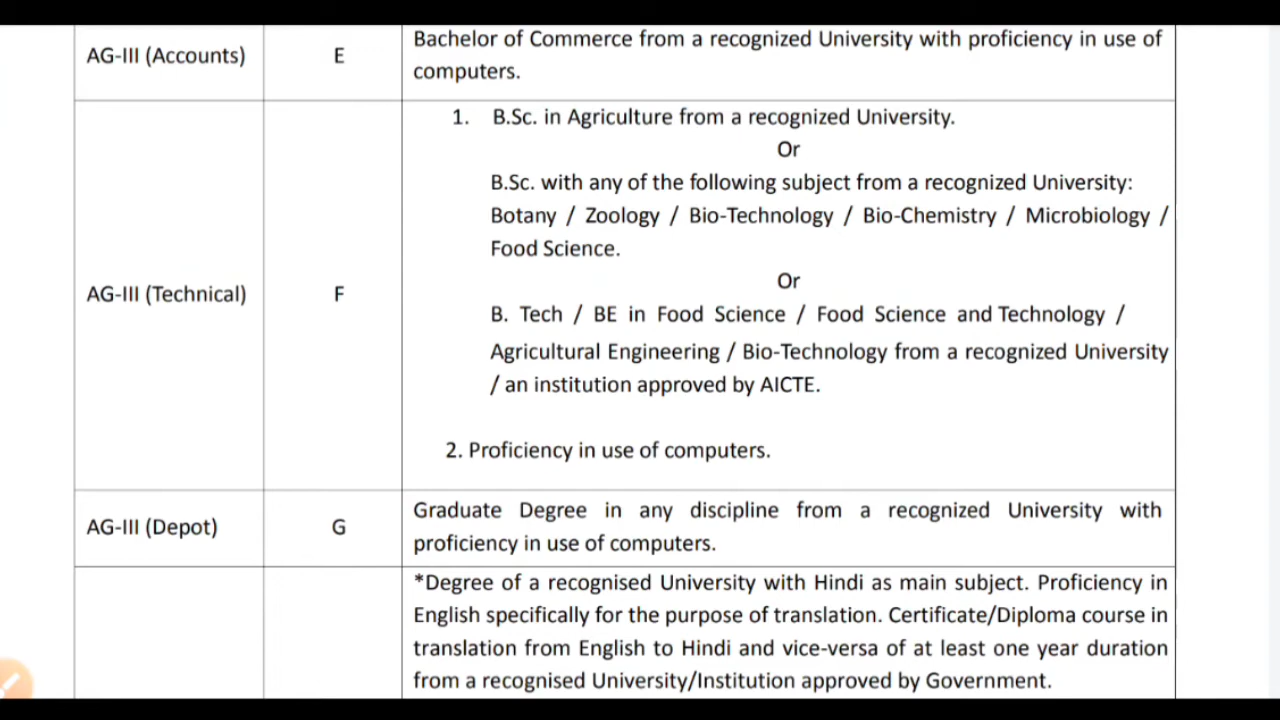 AG-III (Accounts)
E
Bachelor of Commerce from a recognized University with proficiency in use of
computers.
AG-III (Technical)
F
1. B.Sc. in Agriculture from a recognized University.
Or
B.Sc. with any of the following subject from a recognized University:
Botany / Zoology / Bio-Technology / Bio-Chemistry / Microbiology /
Food Science.
Or
B. Tech / BE in Food Science / Food Science and Technology /
Agricultural Engineering / Bio-Technology from a recognized University
/ an institution approved by AICTE.
2. Proficiency in use of computers.
AG-III (Depot)
G
Graduate Degree in any discipline from a recognized University with
proficiency in use of computers.
*Degree of a recognised University with Hindi as main subject. Proficiency in
English specifically for the purpose of translation. Certificate/Diploma course in
translation from English to Hindi and vice-versa of at least one year duration
from a recognised University/Institution approved by Government.